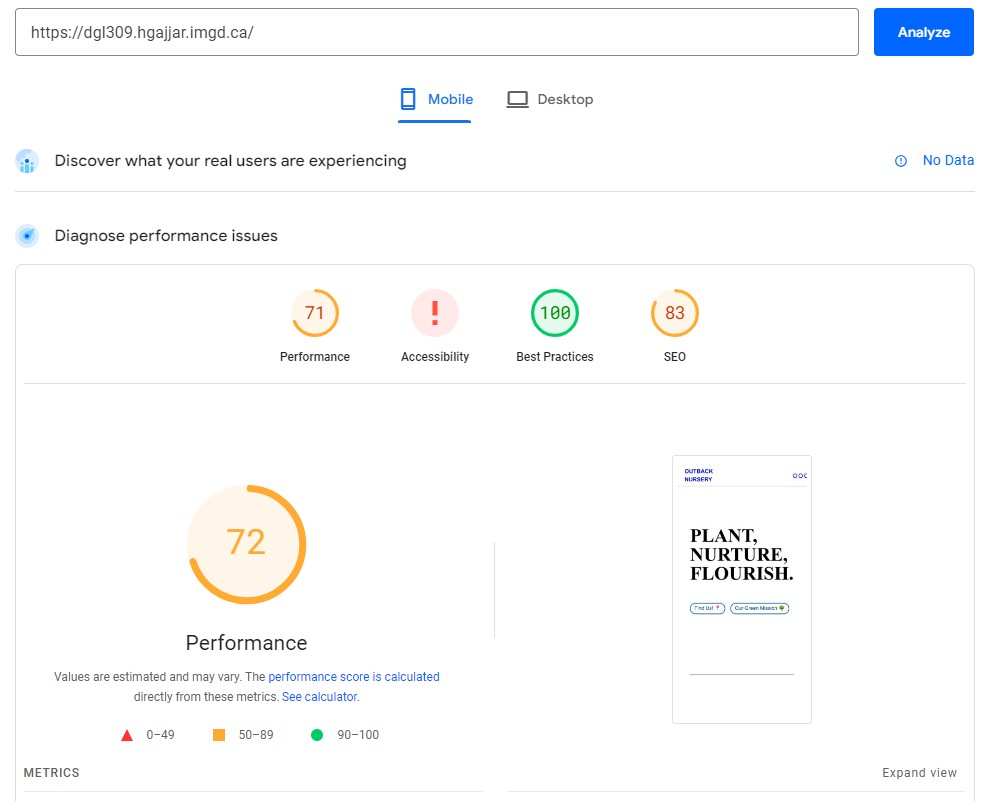 https://dgl309.hgajjar.imgd.ca/
Analyze
Mobile
Desktop
Discover what your real users are experiencing
No Data
Diagnose performance issues
71
!
100
83
Performance
Accessibility
Best Practices
SEO
72
Performance
Values are estimated and may vary. The performance score is calculated
directly from these metrics. See calculator.
0–49
50–89
90–100
OUTBACK
NURSERY
PLANT,
NURTURE,
FLOURISH.
Find Us!
Our Green Mission
METRICS
Expand view